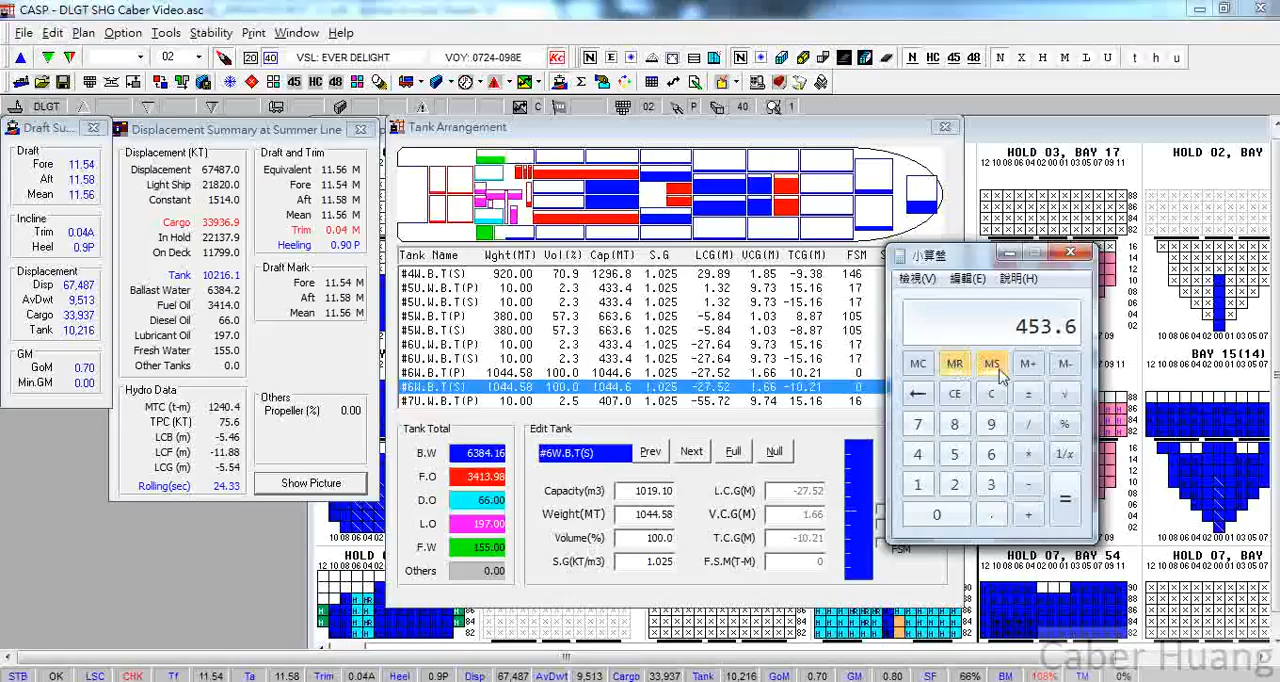 CASP - DLGT SHG Caber Video.asc
File Edit Plan Option Tools Stability Print Window Help
02 20 40 VSL: EVER DELIGHT VOY: 0724-098E Kc N E N N HC 45 48 N X H M L U t h u
45 HC 48
DLGT C 02 P 40 1
Draft Su...
Draft
Fore 11.54
Aft 11.58
Mean 11.56
Incline
Trim 0.04A
Heel 0.9P
Displacement
Disp 67,487
AvDwt 9,513
Cargo 33,937
Tank 10,216
GM
GoM 0.70
Min.GM 0.00
Displacement Summary at Summer Line
Displacement (KT)
Displacement 67487.0
Light Ship 21820.0
Constant 1514.0
Cargo 33936.9
In Hold 22137.9
On Deck 11799.0
Tank 10216.1
Ballast Water 6384.2
Fuel Oil 3414.0
Diesel Oil 66.0
Lubricant Oil 197.0
Fresh Water 155.0
Other Tanks 0.0
Hydro Data
MTC (t-m) 1240.4
TPC (KT) 75.6
LCB (m) -5.46
LCF (m) -11.88
LCG (m) -5.54
Rolling(sec) 24.33
Draft and Trim
Equivalent 11.56 M
Fore 11.54 M
Aft 11.58 M
Mean 11.56 M
Trim 0.04 M
Heeling 0.90 P
Draft Mark
Fore 11.54 M
Aft 11.58 M
Mean 11.56 M
Others
Propeller (%) 0.00
Show Picture
Tank Arrangement
Tank Name Wght(MT) Vol(%) Cap(MT) S.G LCG(M) VCG(M) TCG(M) FSM S
#4W.B.T(S) 920.00 70.9 1296.8 1.025 29.89 1.85 -9.38 146
#5U.W.B.T(P) 10.00 2.3 433.4 1.025 1.32 9.73 -15.16 17
#5U.W.B.T(S) 10.00 2.3 433.4 1.025 1.32 9.73 -15.16 17
#5W.B.T(P) 380.00 57.3 663.6 1.025 -5.84 1.03 -8.87 105
#5W.B.T(S) 380.00 57.3 663.6 1.025 -5.84 1.03 -8.87 105
#6U.W.B.T(P) 10.00 2.3 433.4 1.025 -27.64 9.73 -15.16 17
#6U.W.B.T(S) 10.00 2.3 433.4 1.025 -27.64 9.73 -15.16 17
#6W.B.T(P) 1044.58 100.0 1044.6 1.025 -27.52 1.66 -10.21 0
#6W.B.T(S) 1044.58 100.0 1044.6 1.025 -27.52 1.66 -10.21 0
#7U.W.B.T(P) 10.00 2.5 407.0 1.025 -55.72 9.74 -15.16 17
Tank Total
B.W 6384.16
F.O 3413.98
D.O 66.00
L.O 197.00
F.W 155.00
Others 0.00
Edit Tank
#6W.B.T(S) Prev Next Full Null
Capacity(m3) 1019.10 L.C.G(M) -27.52
Weight(MT) 1044.58 V.C.G(M) 1.66
Volume(%) 100.0 T.C.G(M) -10.21
S.G(KT/m3) 1.025 F.S.M(T-M) 0
FSM
小算盤
檢視(V) 編輯(E) 說明(H)
453.6
MC MR MS M+ M-
← CE C ± √
7 8 9 / %
4 5 6 * 1/x
1 2 3 - =
0 . +
HOLD 03, BAY 17
12 10 08 06 04 02 00 01 03 05 07 09 11
HOLD 02, BAY
BAY 15(14)
HOLD 07, BAY 54
HOLD 07, BAY
Caber Huang
STB OK LSC CHK Tf 11.54 Ta 11.58 Trim 0.04A Heel 0.9P Disp 67,487 AvDwt 9,513 Cargo 33,937 Tank 10,216 GoM 0.70 GM 0.80 SF 66% BM 108% TM 0%